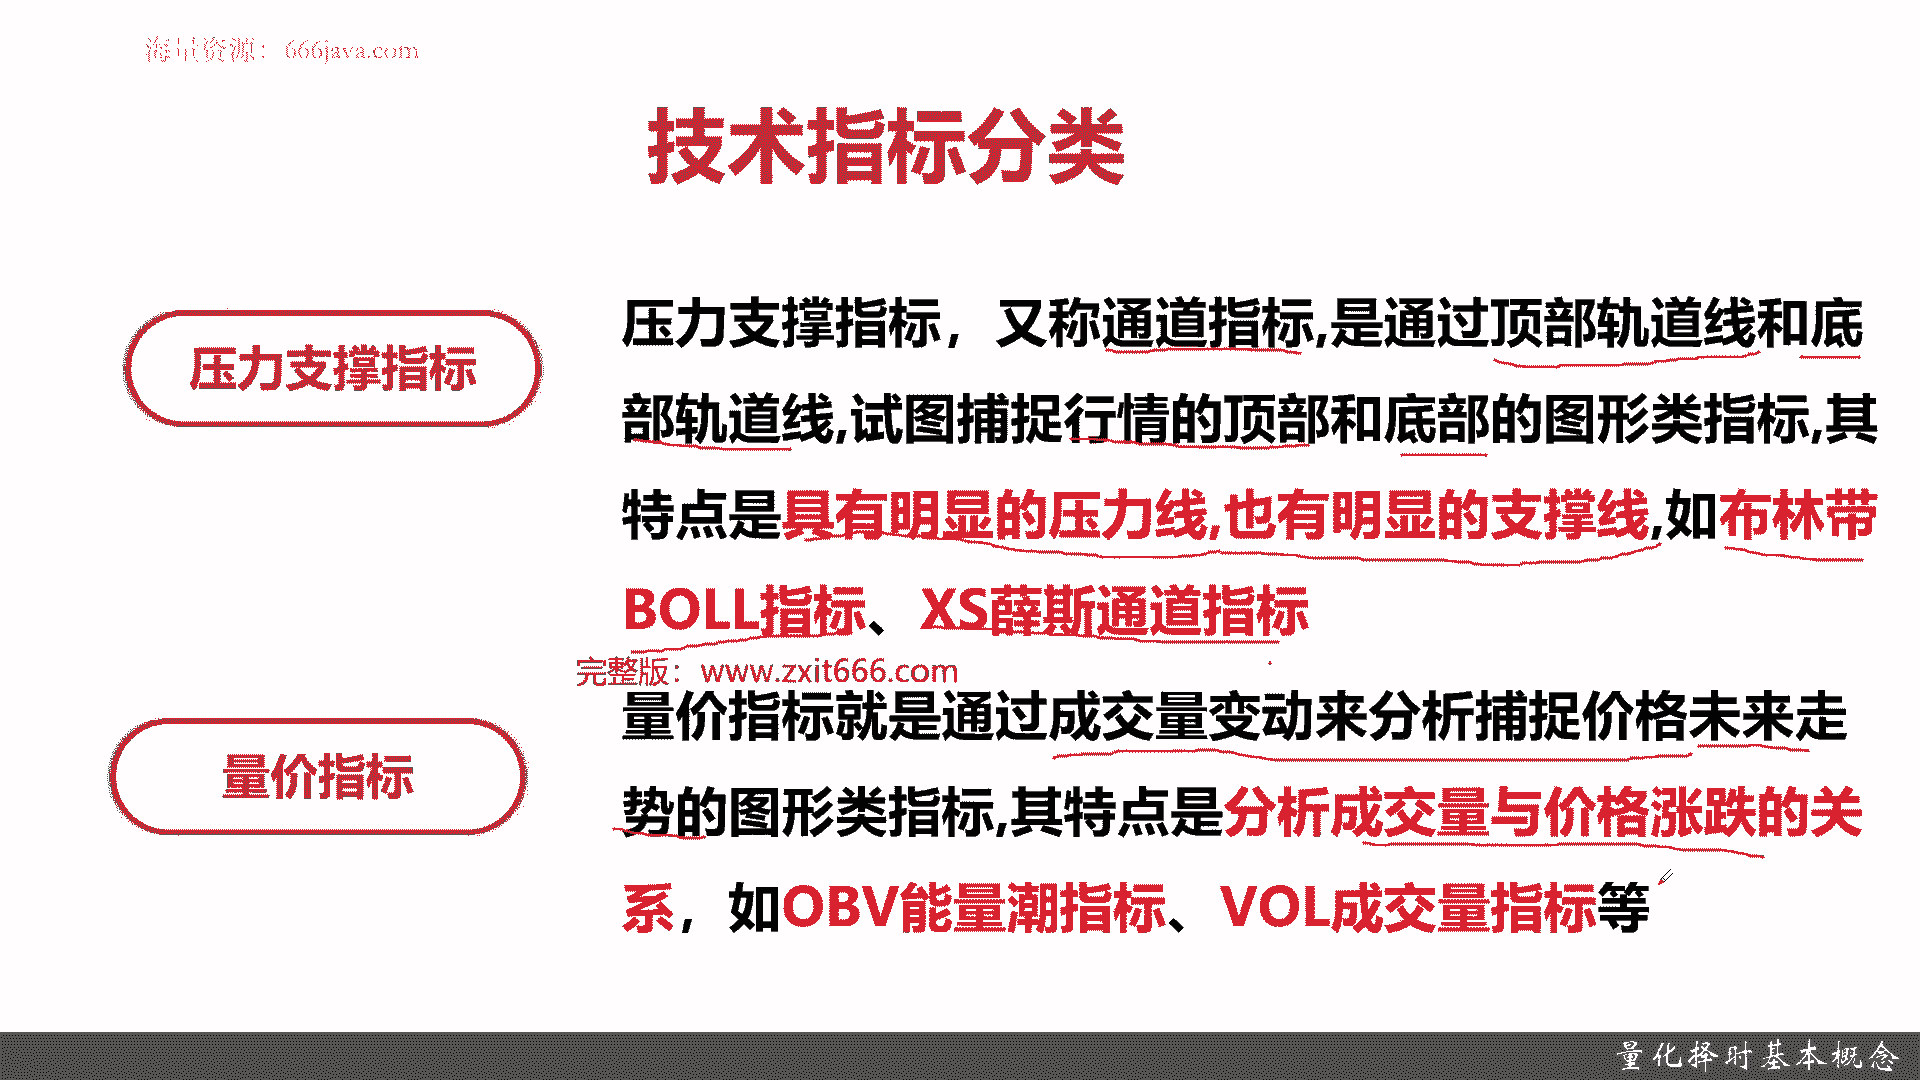 海量资源：666java.com
技术指标分类
压力支撑指标
压力支撑指标，又称通道指标,是通过顶部轨道线和底
部轨道线,试图捕捉行情的顶部和底部的图形类指标,其
特点是具有明显的压力线,也有明显的支撑线,如布林带
BOLL指标、XS薛斯通道指标
完整版：www.zxit666.com
量价指标
量价指标就是通过成交量变动来分析捕捉价格未来走
势的图形类指标,其特点是分析成交量与价格涨跌的关
系，如OBV能量潮指标、VOL成交量指标等
量化择时基本概念